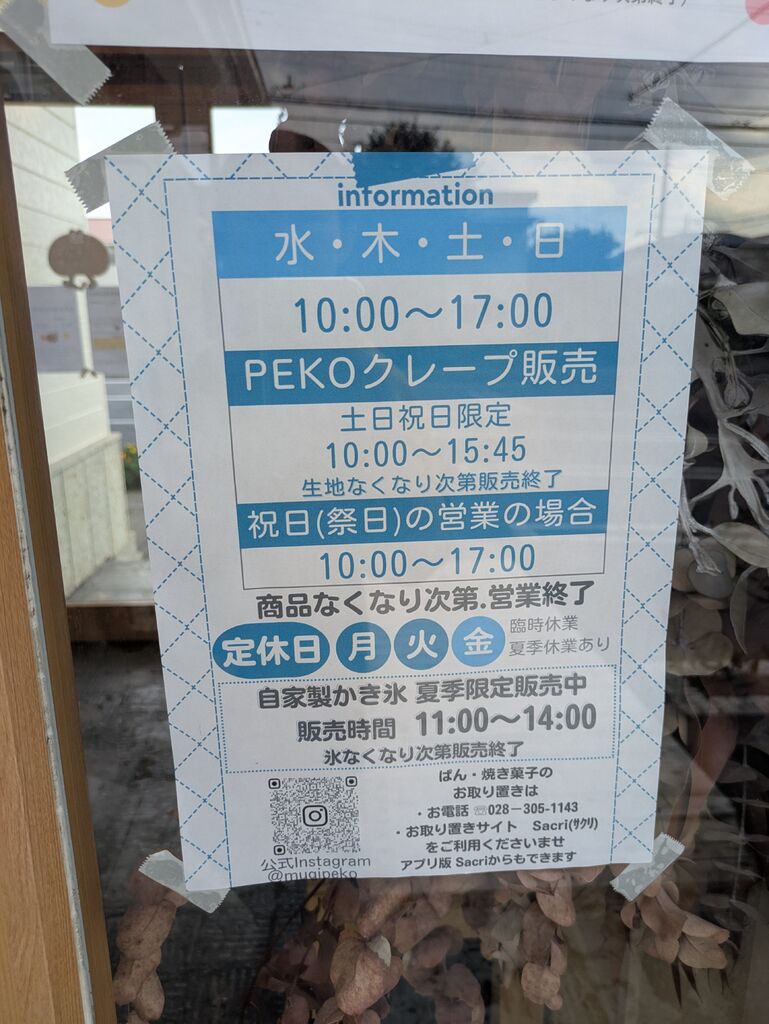 information
水・木・土・日
10:00～17:00
PEKOクレープ販売
土日祝日限定
10:00～15:45
生地なくなり次第販売終了
祝日(祭日)の営業の場合
10:00～17:00
商品なくなり次第.営業終了
定休日 月 火 金
臨時休業
夏季休業あり
自家製かき氷 夏季限定販売中
販売時間 11:00～14:00
氷なくなり次第販売終了
公式Instagram
@mugipeko
ぱん・焼き菓子の
お取り置きは
・お電話 ☏028－305-1143
・お取り置きサイト Sacri(ｻｸﾘ)
をご利用くださいませ
アプリ版 Sacriからもできます